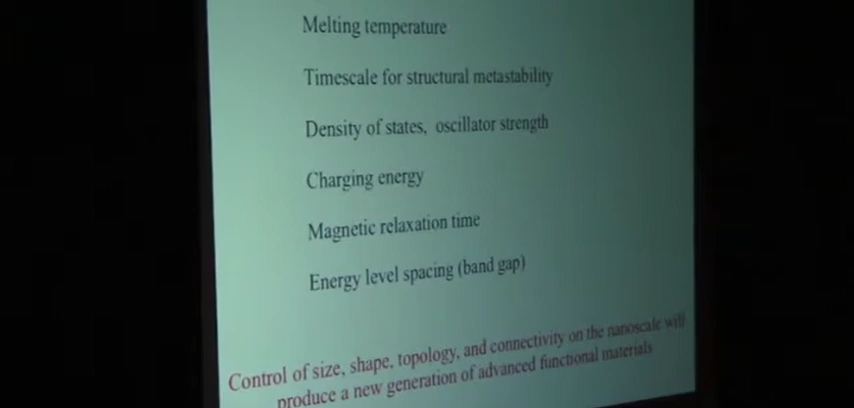 Melting temperature
Timescale for structural metastability
Density of states, oscillator strength
Charging energy
Magnetic relaxation time
Energy level spacing (band gap)
Control of size, shape, topology, and connectivity on the nanoscale will
produce a new generation of advanced functional materials